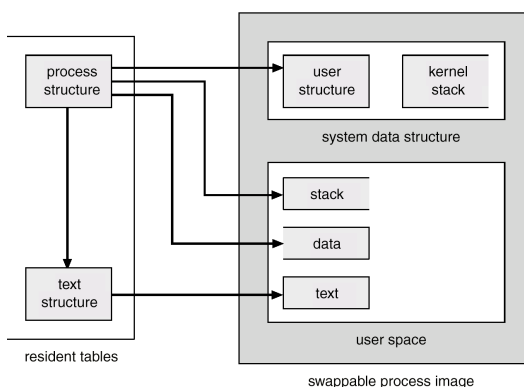 process
structure
text
structure
resident tables
user
structure
kernel
stack
system data structure
stack
data
text
user space
swappable process image